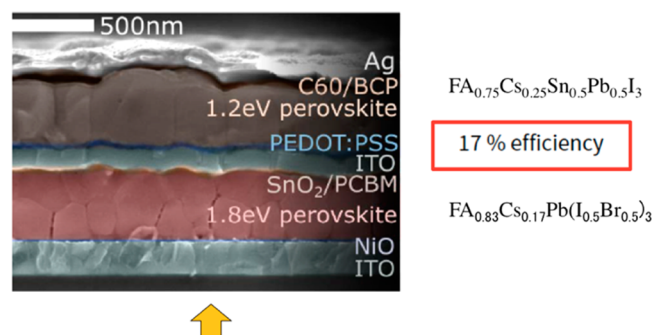 500nm
Ag
C60/BCP
1.2eV perovskite
PEDOT:PSS
ITO
SnO₂/PCBM
1.8eV perovskite
NiO
ITO
FA₀.₇₅Cs₀.₂₅Sn₀.₅Pb₀.₅I₃
17 % efficiency
FA₀.₈₃Cs₀.₁₇Pb(I₀.₅Br₀.₅)₃